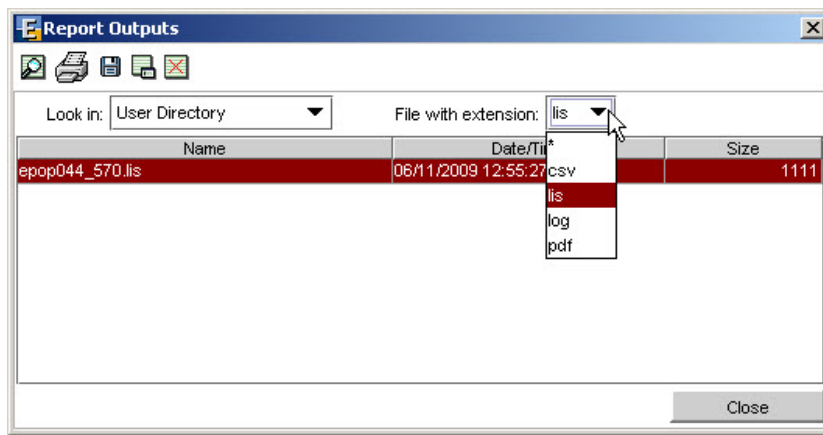 Report Outputs
Look in: User Directory File with extension: lis
Name Date/Ti Size
epop044_570.lis 06/11/2009 12:55:27 1111
*
csv
lis
log
pdf
Close